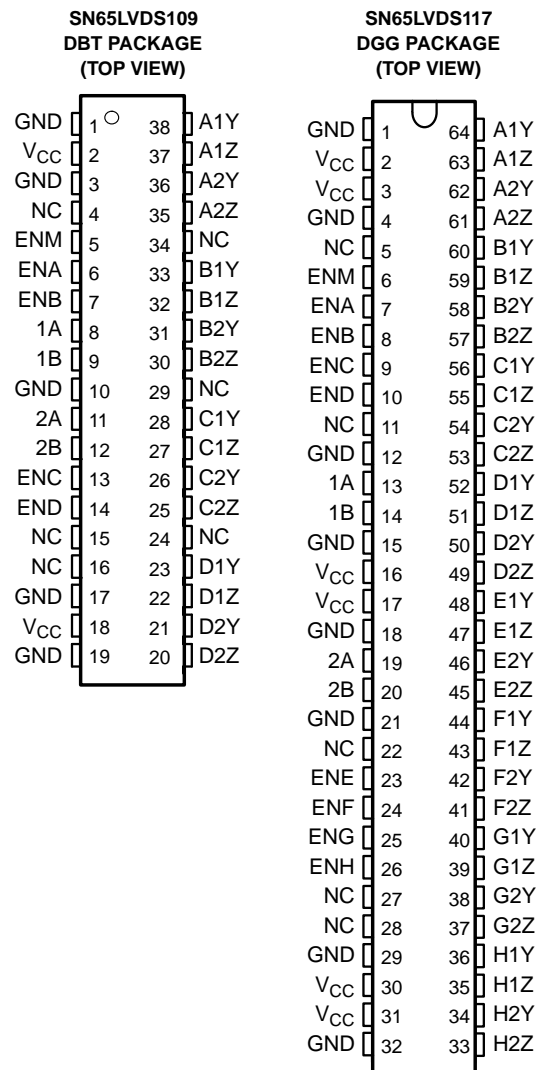 SN65LVDS109
DBT PACKAGE
(TOP VIEW)
GND 1 38 A1Y
VCC 2 37 A1Z
GND 3 36 A2Y
NC 4 35 A2Z
ENM 5 34 NC
ENA 6 33 B1Y
ENB 7 32 B1Z
1A 8 31 B2Y
1B 9 30 B2Z
GND 10 29 NC
2A 11 28 C1Y
2B 12 27 C1Z
ENC 13 26 C2Y
END 14 25 C2Z
NC 15 24 NC
NC 16 23 D1Y
GND 17 22 D1Z
VCC 18 21 D2Y
GND 19 20 D2Z
SN65LVDS117
DGG PACKAGE
(TOP VIEW)
GND 1 64 A1Y
VCC 2 63 A1Z
VCC 3 62 A2Y
GND 4 61 A2Z
NC 5 60 B1Y
ENM 6 59 B1Z
ENA 7 58 B2Y
ENB 8 57 B2Z
ENC 9 56 C1Y
END 10 55 C1Z
NC 11 54 C2Y
GND 12 53 C2Z
1A 13 52 D1Y
1B 14 51 D1Z
GND 15 50 D2Y
VCC 16 49 D2Z
VCC 17 48 E1Y
GND 18 47 E1Z
2A 19 46 E2Y
2B 20 45 E2Z
GND 21 44 F1Y
NC 22 43 F1Z
ENE 23 42 F2Y
ENF 24 41 F2Z
ENG 25 40 G1Y
ENH 26 39 G1Z
NC 27 38 G2Y
NC 28 37 G2Z
GND 29 36 H1Y
VCC 30 35 H1Z
VCC 31 34 H2Y
GND 32 33 H2Z